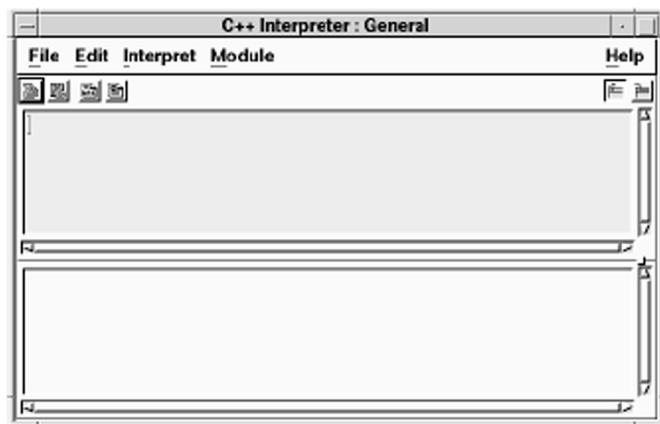 C++ Interpreter : General
File Edit Interpret Module Help